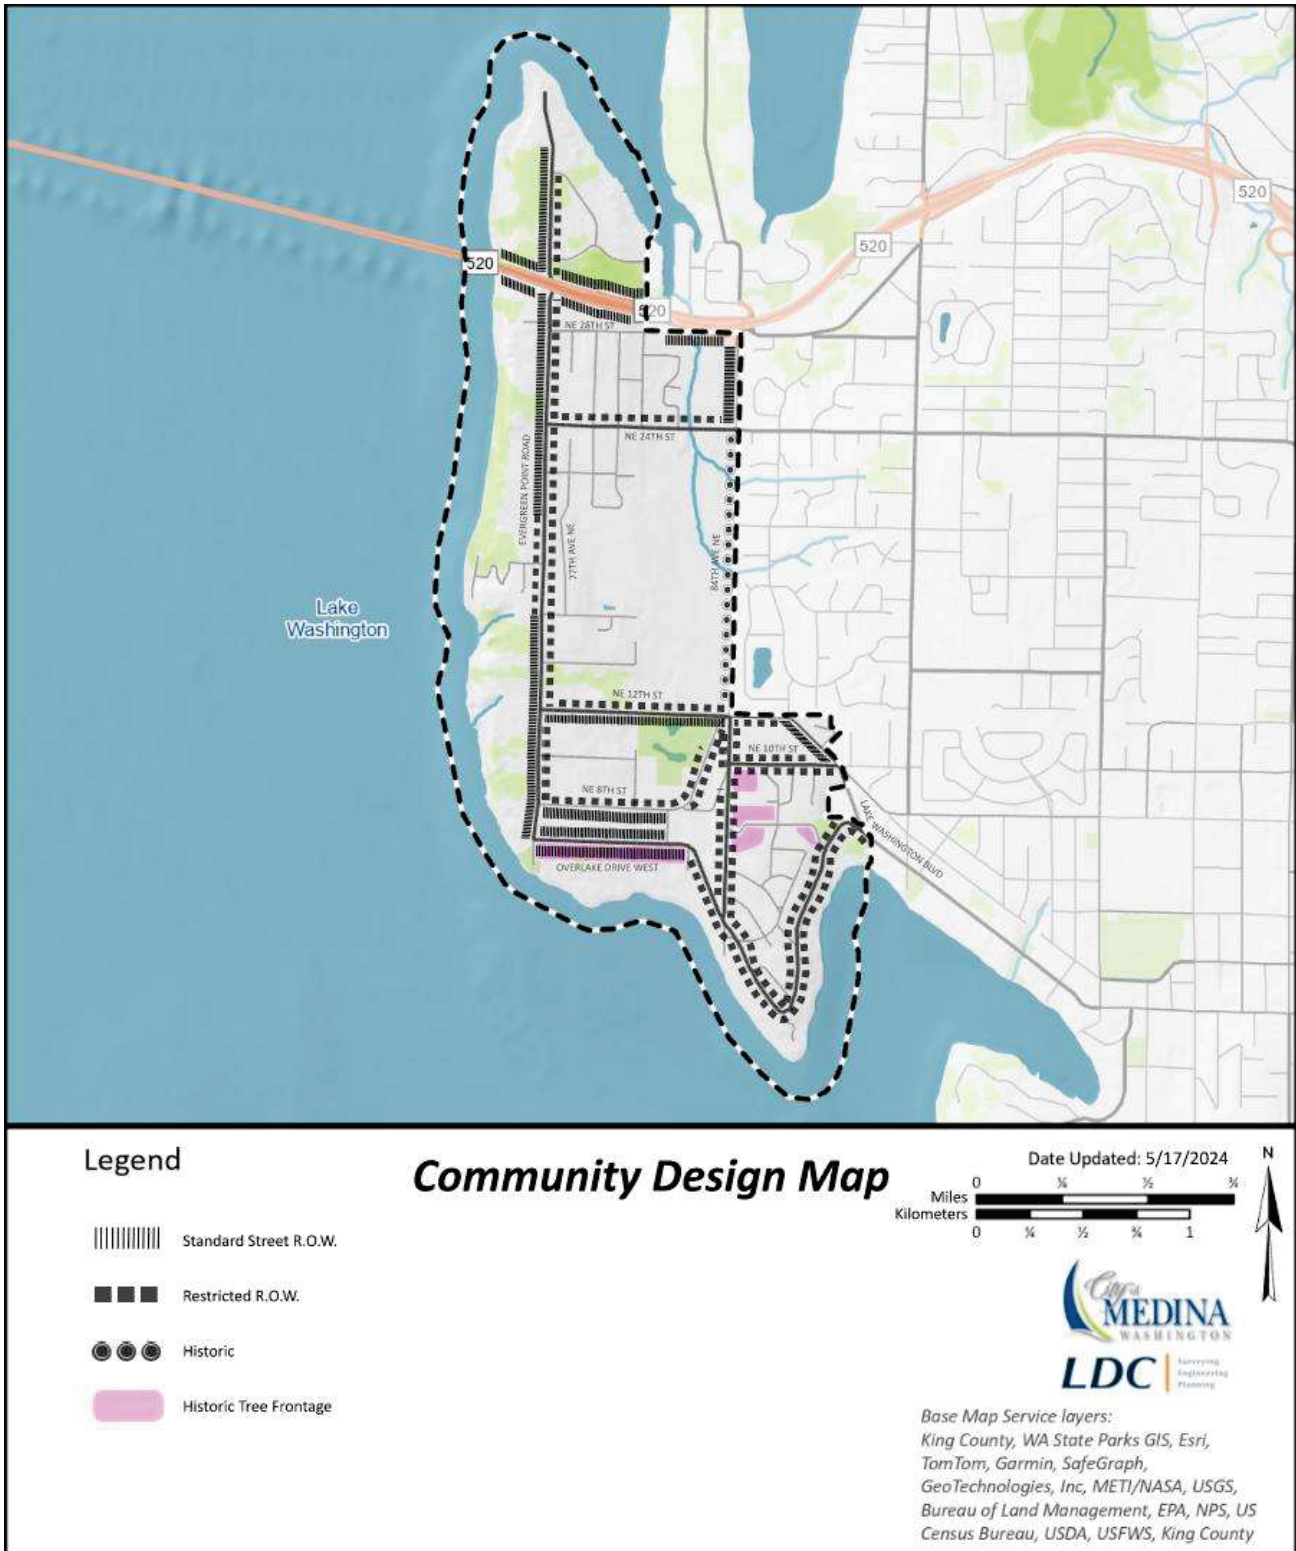 520
520
520
520
NE 28TH ST
NE 24TH ST
EVERGREEN POINT ROAD
77TH AVE NE
84TH AVE NE
Lake
Washington
NE 12TH ST
NE 10TH ST
NE 8TH ST
LAKE WASHINGTON BLVD
OVERLAKE DRIVE WEST
Legend
Standard Street R.O.W.
Restricted R.O.W.
Historic
Historic Tree Frontage
Community Design Map
Date Updated: 5/17/2024
N
0 ¼ ½ ¾
Miles
Kilometers
0 ¼ ½ ¾ 1
City of
MEDINA
WASHINGTON
LDC
Surveying
Engineering
Planning
Base Map Service layers:
King County, WA State Parks GIS, Esri,
TomTom, Garmin, SafeGraph,
GeoTechnologies, Inc, METI/NASA, USGS,
Bureau of Land Management, EPA, NPS, US
Census Bureau, USDA, USFWS, King County